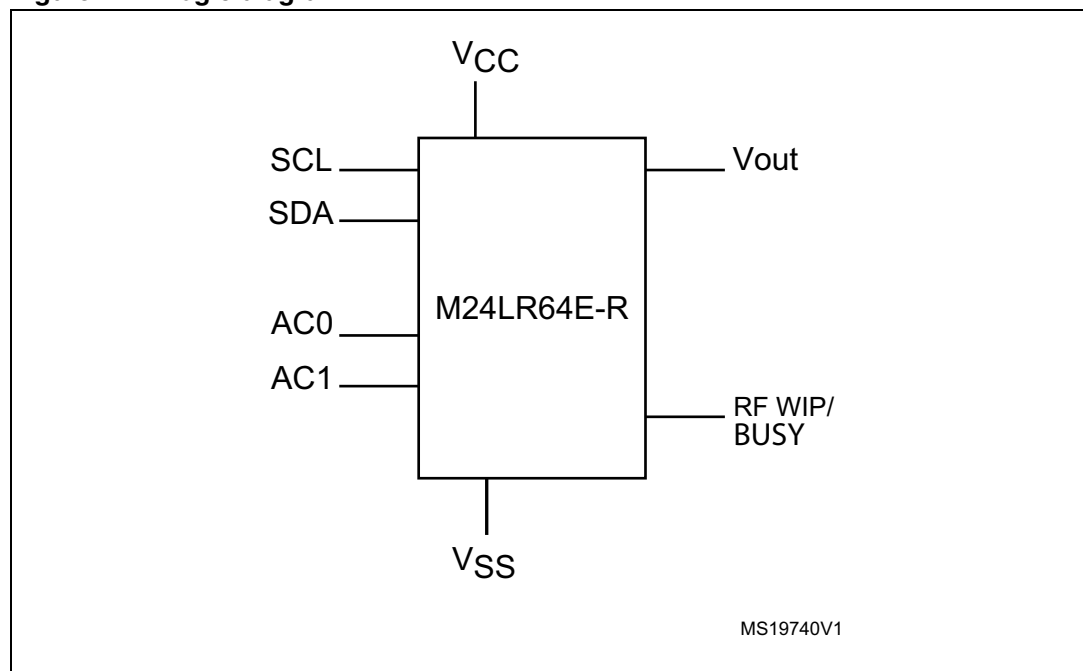 VCC
SCL
Vout
SDA
M24LR64E-R
AC0
AC1
RF WIP/
BUSY
VSS
MS19740V1